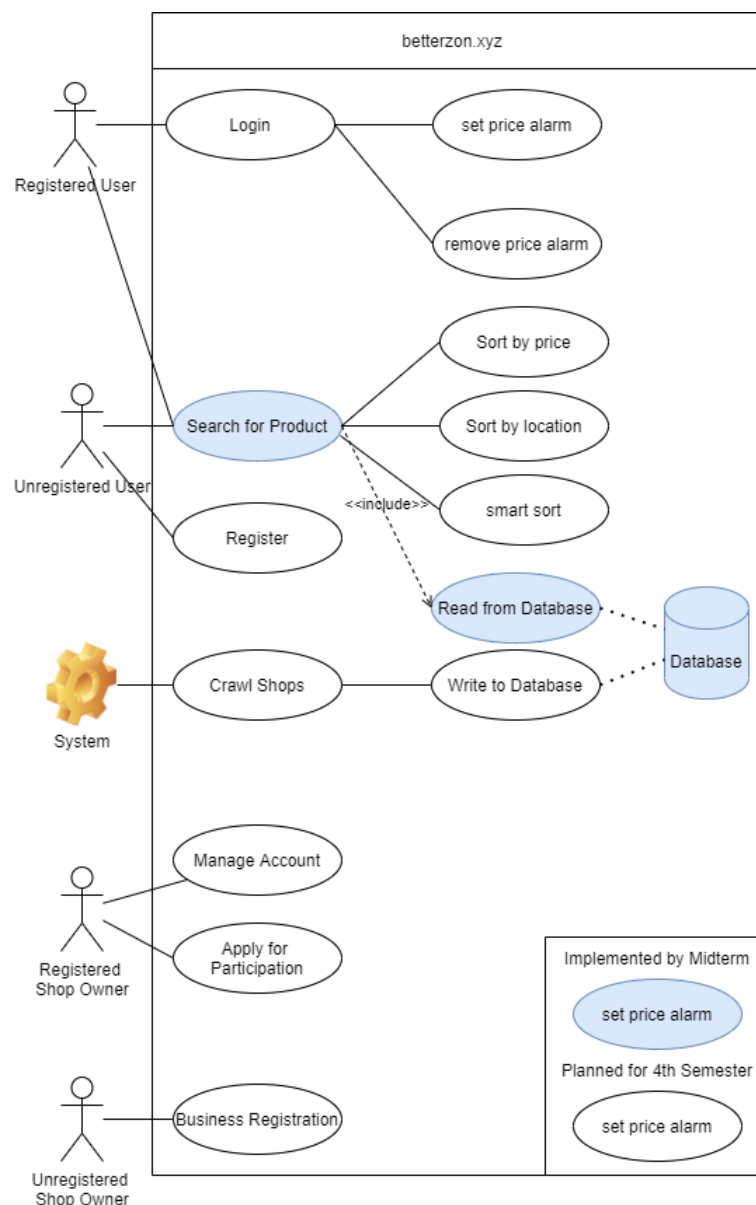 betterzon.xyz
Login
set price alarm
Registered User
remove price alarm
Sort by price
Search for Product
Sort by location
Unregistered User
<<include>>
smart sort
Register
Read from Database
Database
Crawl Shops
Write to Database
System
Manage Account
Registered
Shop Owner
Apply for
Participation
Implemented by Midterm
set price alarm
Planned for 4th Semester
set price alarm
Business Registration
Unregistered
Shop Owner